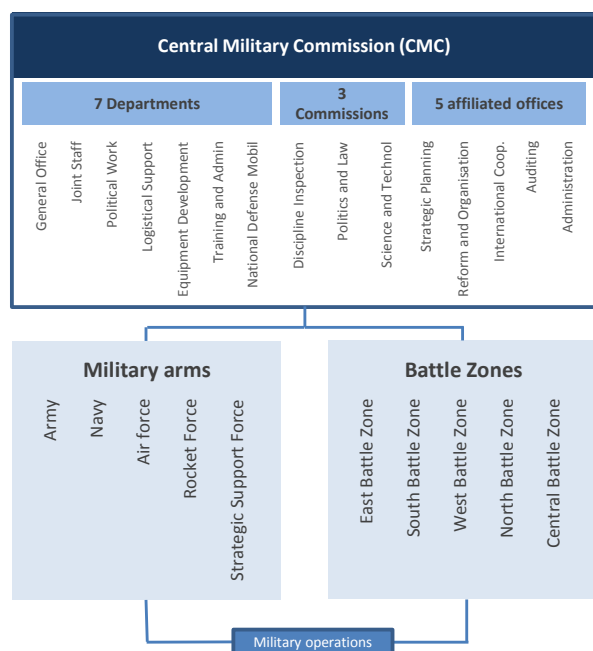 Central Military Commission (CMC)
7 Departments
3
Commissions
5 affiliated offices
General Office
Joint Staff
Political Work
Logistical Support
Equipment Development
Training and Admin
National Defense Mobil
Discipline Inspection
Politics and Law
Science and Technol
Strategic Planning
Reform and Organisation
International Coop.
Auditing
Administration
Military arms
Army
Navy
Air force
Rocket Force
Strategic Support Force
Battle Zones
East Battle Zone
South Battle Zone
West Battle Zone
North Battle Zone
Central Battle Zone
Military operations